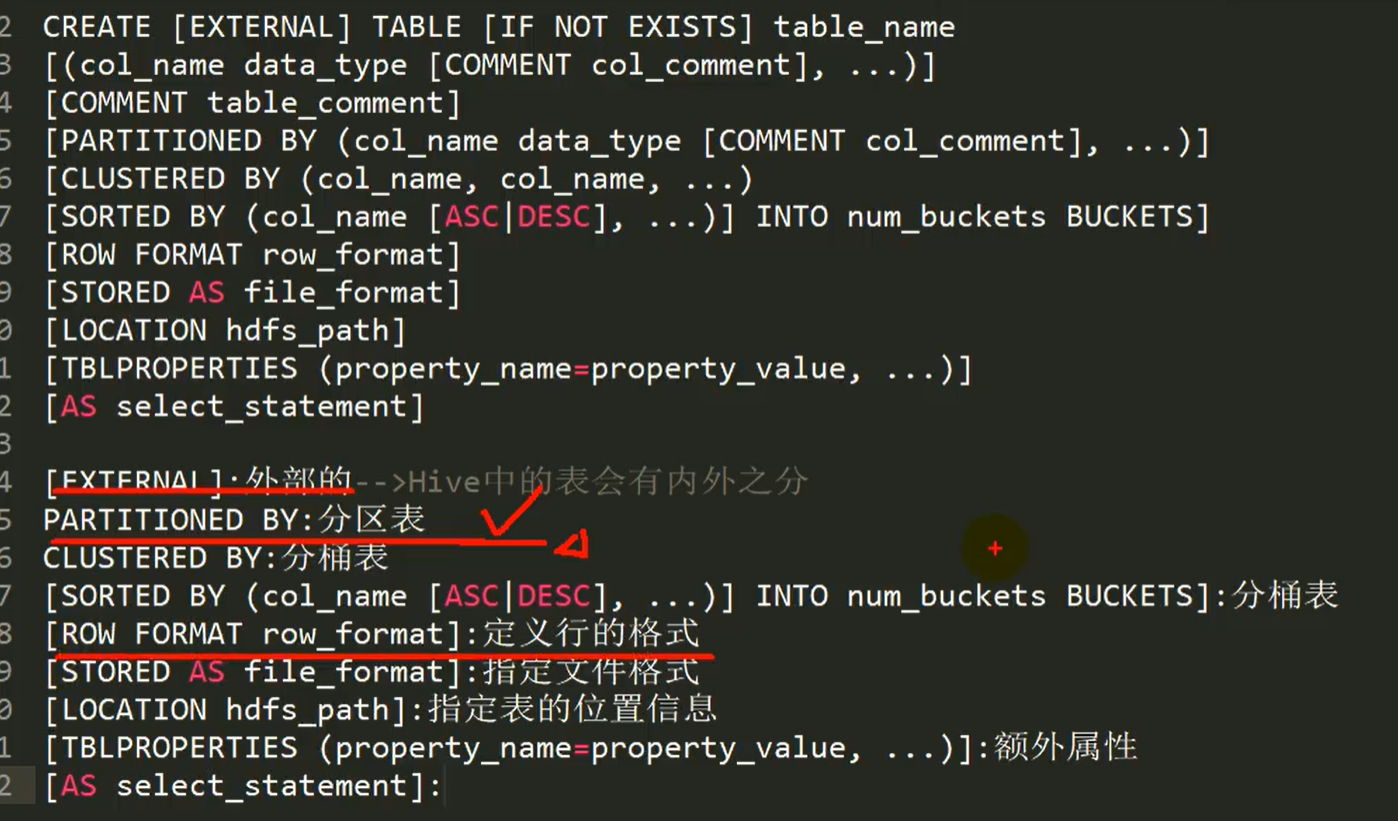 2 CREATE [EXTERNAL] TABLE [IF NOT EXISTS] table_name
3 [(col_name data_type [COMMENT col_comment], ...)]
4 [COMMENT table_comment]
5 [PARTITIONED BY (col_name data_type [COMMENT col_comment], ...)]
6 [CLUSTERED BY (col_name, col_name, ...)
7 [SORTED BY (col_name [ASC|DESC], ...)] INTO num_buckets BUCKETS]
8 [ROW FORMAT row_format]
9 [STORED AS file_format]
0 [LOCATION hdfs_path]
1 [TBLPROPERTIES (property_name=property_value, ...)]
2 [AS select_statement]
3
4 [EXTERNAL]:外部的-->Hive中的表会有内外之分
5 PARTITIONED BY:分区表
6 CLUSTERED BY:分桶表
7 [SORTED BY (col_name [ASC|DESC], ...)] INTO num_buckets BUCKETS]:分桶表
8 [ROW FORMAT row_format]:定义行的格式
9 [STORED AS file_format]:指定文件格式
0 [LOCATION hdfs_path]:指定表的位置信息
1 [TBLPROPERTIES (property_name=property_value, ...)]:额外属性
2 [AS select_statement]: